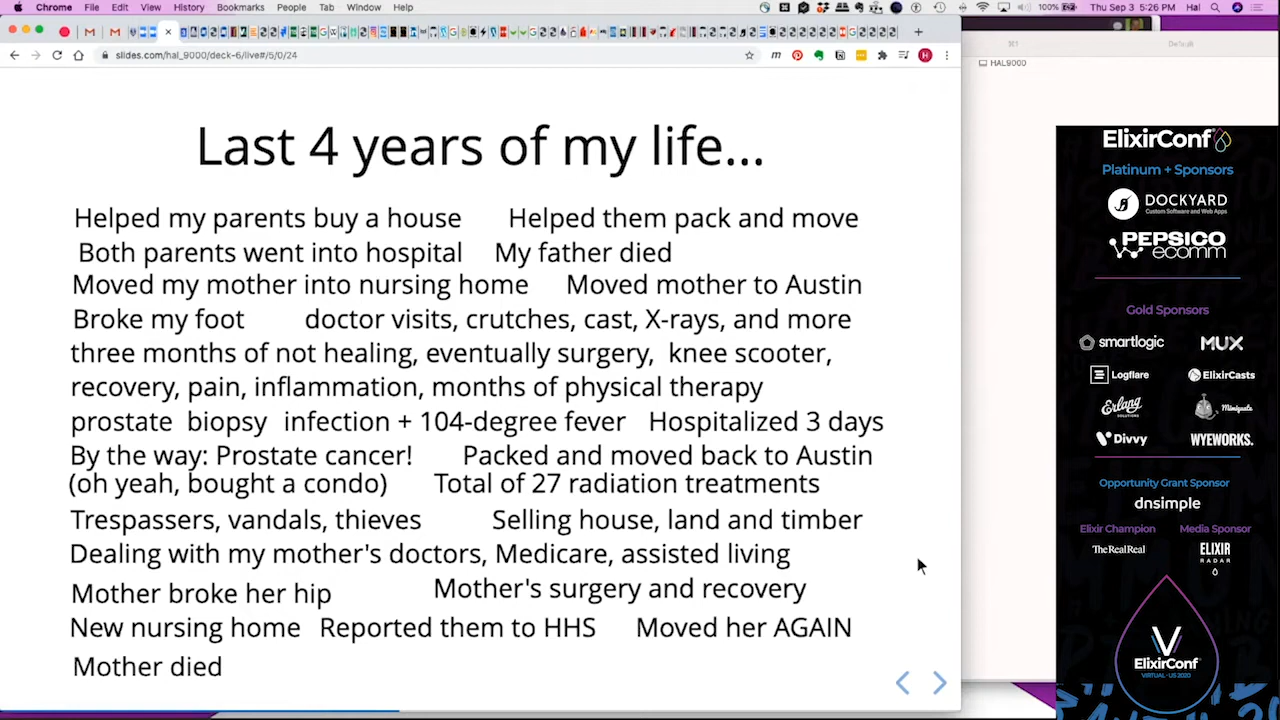 Chrome File Edit View History Bookmarks People Tab Window Help 100% Thu Sep 3 5:26 PM Hal
slides.com/hal_9000/deck-6/live#/5/0/24
HAL9000
Last 4 years of my life...
Helped my parents buy a house Helped them pack and move
Both parents went into hospital My father died
Moved my mother into nursing home Moved mother to Austin
Broke my foot doctor visits, crutches, cast, X-rays, and more
three months of not healing, eventually surgery, knee scooter,
recovery, pain, inflammation, months of physical therapy
prostate biopsy infection + 104-degree fever Hospitalized 3 days
By the way: Prostate cancer! Packed and moved back to Austin
(oh yeah, bought a condo) Total of 27 radiation treatments
Trespassers, vandals, thieves Selling house, land and timber
Dealing with my mother's doctors, Medicare, assisted living
Mother broke her hip Mother's surgery and recovery
New nursing home Reported them to HHS Moved her AGAIN
Mother died
ElixirConf
Platinum + Sponsors
DOCKYARD
Custom Software and Web Apps
PEPSICO
ecomm
Gold Sponsors
smartlogic MUX
Logflare ElixirCasts
Erlang
SOLUTIONS
Divvy WYEWORKS.
Opportunity Grant Sponsor
dnsimple
Elixir Champion Media Sponsor
The RealReal ELIXIR
RADAR
ElixirConf
VIRTUAL · US 2020